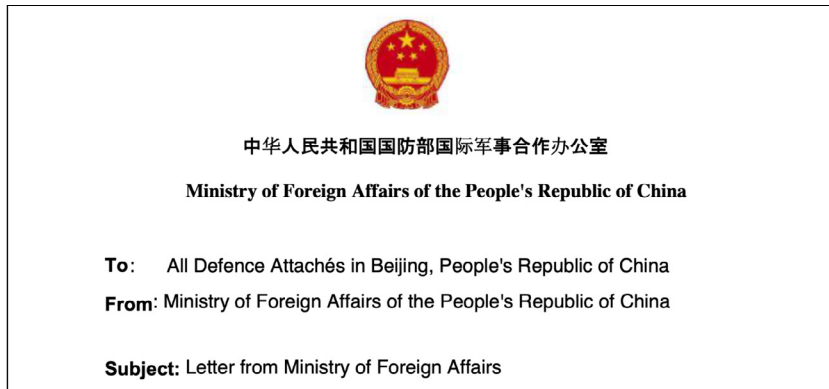 中华人民共和国国防部国际军事合作办公室
Ministry of Foreign Affairs of the People's Republic of China
To: All Defence Attachés in Beijing, People's Republic of China
From: Ministry of Foreign Affairs of the People's Republic of China
Subject: Letter from Ministry of Foreign Affairs